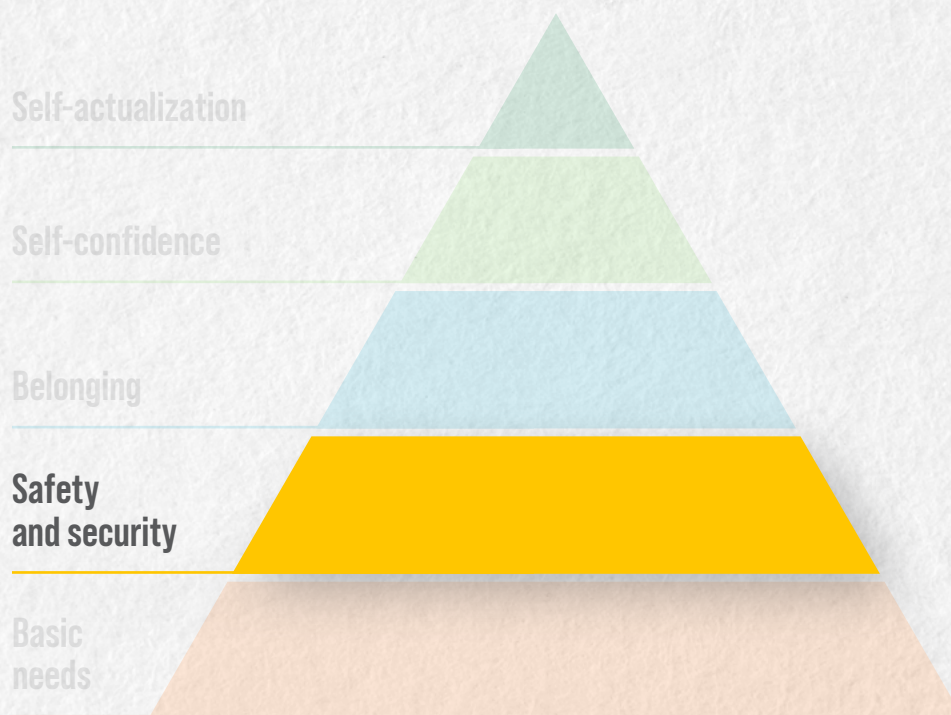 Self-actualization
Self-confidence
Belonging
Safety
and security
Basic
needs